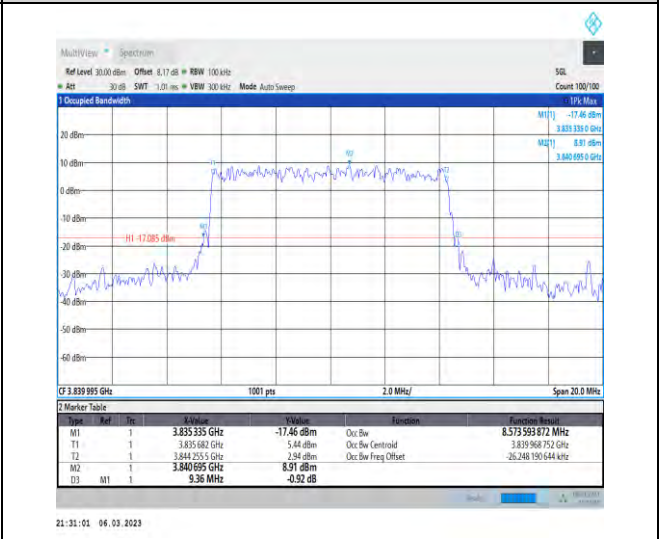 MultiView Spectrum
Ref Level 30.00 dBm Offset 8.17 dB RBW 100 kHz SGL
Att 30 dB SWT 1.01 ms VBW 300 kHz Mode Auto Sweep Count 100/100
1 Occupied Bandwidth 1Pk Max
M1[1] -17.46 dBm
3.835 335 0 GHz
20 dBm
M2[1] 8.91 dBm
3.840 695 0 GHz
M2
10 dBm
T1
T2
0 dBm
-10 dBm
M1
H1 -17.085 dBm
D3
-20 dBm
-30 dBm
-40 dBm
-50 dBm
-60 dBm
CF 3.839 995 GHz 1001 pts 2.0 MHz/ Span 20.0 MHz
2 Marker Table
Type Ref Trc X-Value Y-Value Function Function Result
M1 1 3.835 335 GHz -17.46 dBm Occ Bw 8.573 593 872 MHz
T1 1 3.835 682 GHz 5.44 dBm Occ Bw Centroid 3.839 968 752 GHz
T2 1 3.844 255 5 GHz 2.94 dBm Occ Bw Freq Offset -26.248 190 644 kHz
M2 1 3.840 695 GHz 8.91 dBm
D3 M1 1 9.36 MHz -0.92 dB
21:31:01 06.03.2023